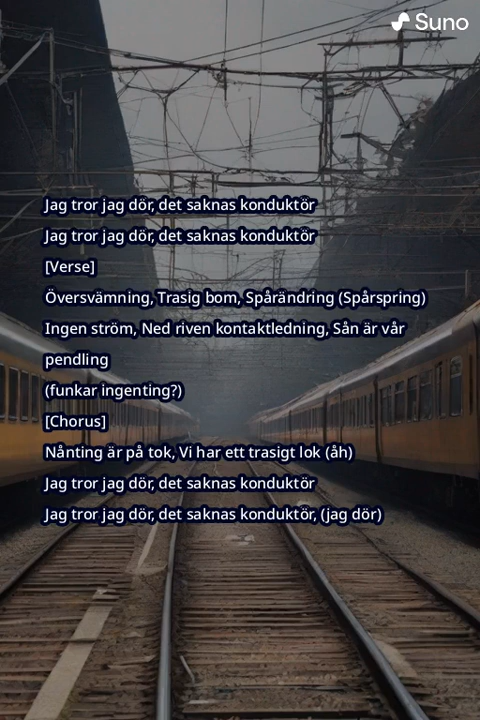 Suno
Jag tror jag dör, det saknas konduktör
Jag tror jag dör, det saknas konduktör
[Verse]
Översvämning, Trasig bom, Spårändring (Spårspring)
Ingen ström, Ned riven kontaktledning, Sån är vår
pendling
(funkar ingenting?)
[Chorus]
Nånting är på tok, Vi har ett trasigt lok (åh)
Jag tror jag dör, det saknas konduktör
Jag tror jag dör, det saknas konduktör, (jag dör)